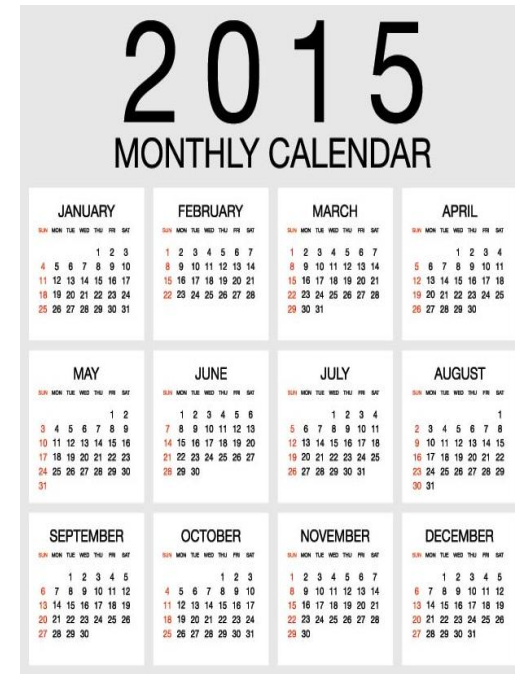 2015
MONTHLY CALENDAR
JANUARY
SUN MON TUE WED THU FRI SAT
1 2 3
4 5 6 7 8 9 10
11 12 13 14 15 16 17
18 19 20 21 22 23 24
25 26 27 28 29 30 31
FEBRUARY
SUN MON TUE WED THU FRI SAT
1 2 3 4 5 6 7
8 9 10 11 12 13 14
15 16 17 18 19 20 21
22 23 24 25 26 27 28
MARCH
SUN MON TUE WED THU FRI SAT
1 2 3 4 5 6 7
8 9 10 11 12 13 14
15 16 17 18 19 20 21
22 23 24 25 26 27 28
29 30 31
APRIL
SUN MON TUE WED THU FRI SAT
1 2 3 4
5 6 7 8 9 10 11
12 13 14 15 16 17 18
19 20 21 22 23 24 25
26 27 28 29 30
MAY
SUN MON TUE WED THU FRI SAT
1 2
3 4 5 6 7 8 9
10 11 12 13 14 15 16
17 18 19 20 21 22 23
24 25 26 27 28 29 30
31
JUNE
SUN MON TUE WED THU FRI SAT
1 2 3 4 5 6
7 8 9 10 11 12 13
14 15 16 17 18 19 20
21 22 23 24 25 26 27
28 29 30
JULY
SUN MON TUE WED THU FRI SAT
1 2 3 4
5 6 7 8 9 10 11
12 13 14 15 16 17 18
19 20 21 22 23 24 25
26 27 28 29 30 31
AUGUST
SUN MON TUE WED THU FRI SAT
1
2 3 4 5 6 7 8
9 10 11 12 13 14 15
16 17 18 19 20 21 22
23 24 25 26 27 28 29
30 31
SEPTEMBER
SUN MON TUE WED THU FRI SAT
1 2 3 4 5
6 7 8 9 10 11 12
13 14 15 16 17 18 19
20 21 22 23 24 25 26
27 28 29 30
OCTOBER
SUN MON TUE WED THU FRI SAT
1 2 3
4 5 6 7 8 9 10
11 12 13 14 15 16 17
18 19 20 21 22 23 24
25 26 27 28 29 30 31
NOVEMBER
SUN MON TUE WED THU FRI SAT
1 2 3 4 5 6 7
8 9 10 11 12 13 14
15 16 17 18 19 20 21
22 23 24 25 26 27 28
29 30
DECEMBER
SUN MON TUE WED THU FRI SAT
1 2 3 4 5
6 7 8 9 10 11 12
13 14 15 16 17 18 19
20 21 22 23 24 25 26
27 28 29 30 31